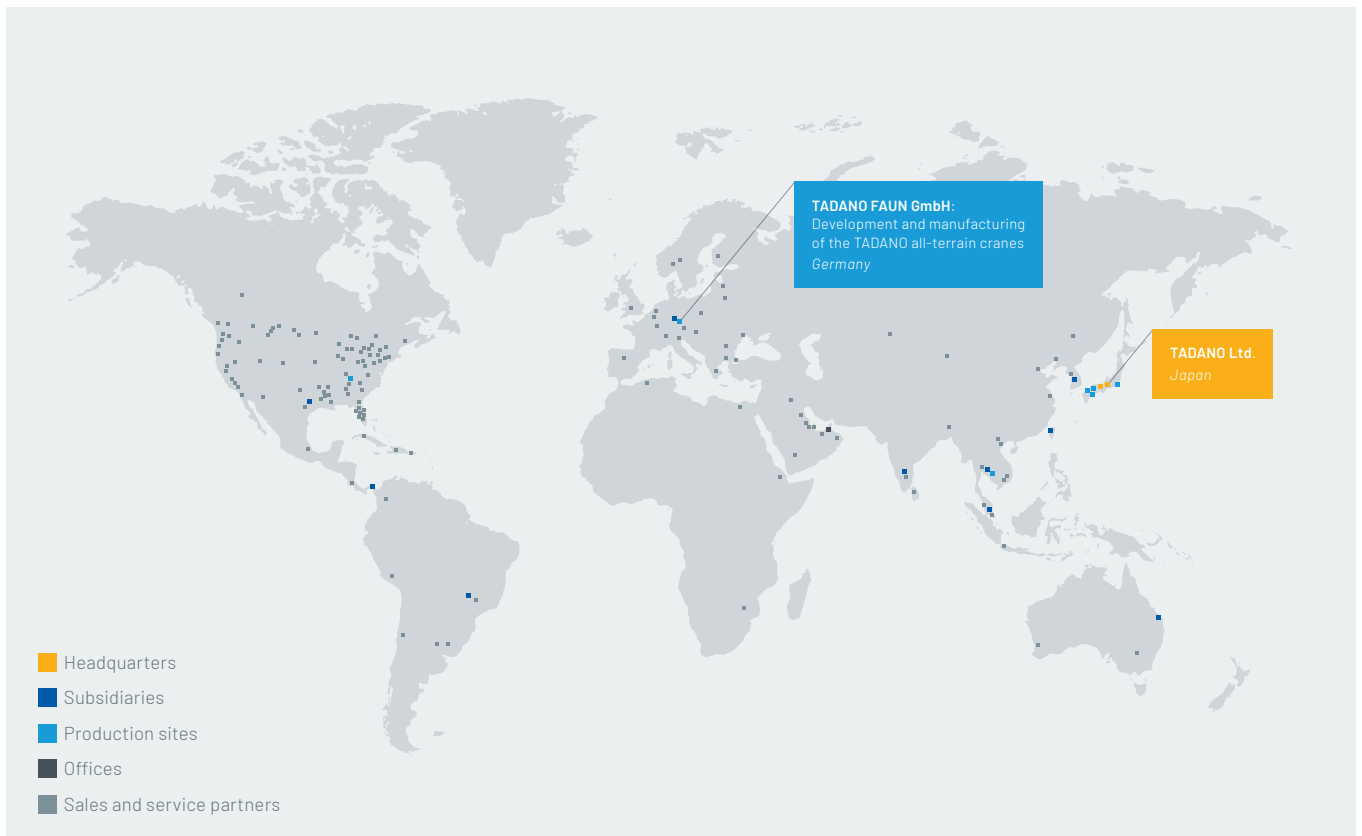 TADANO FAUN GmbH:
Development and manufacturing
of the TADANO all-terrain cranes
Germany
TADANO Ltd.
Japan
Headquarters
Subsidiaries
Production sites
Offices
Sales and service partners